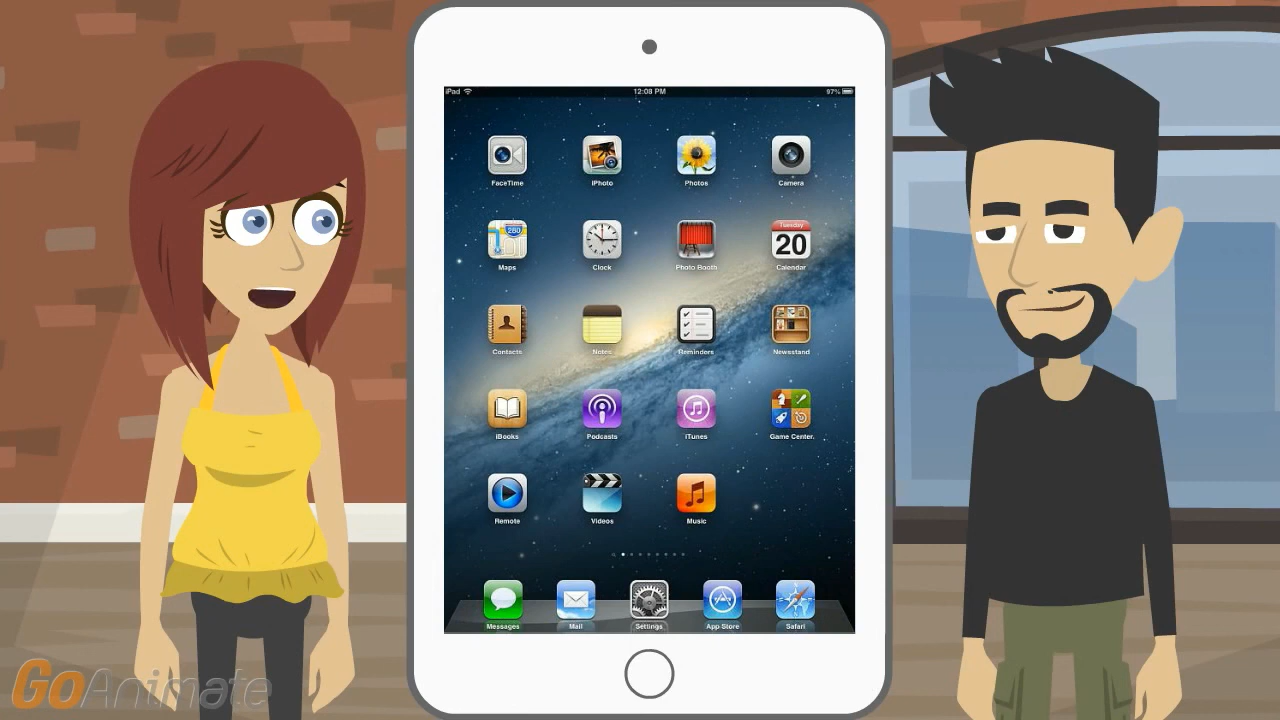 iPad 12:08 PM 97%
FaceTime iPhoto Photos Camera
280
Tuesday
20
Maps Clock Photo Booth Calendar
Contacts Notes Reminders Newsstand
iBooks Podcasts iTunes Game Center
Remote Videos Music
Messages Mail Settings App Store Safari
GoAnimate